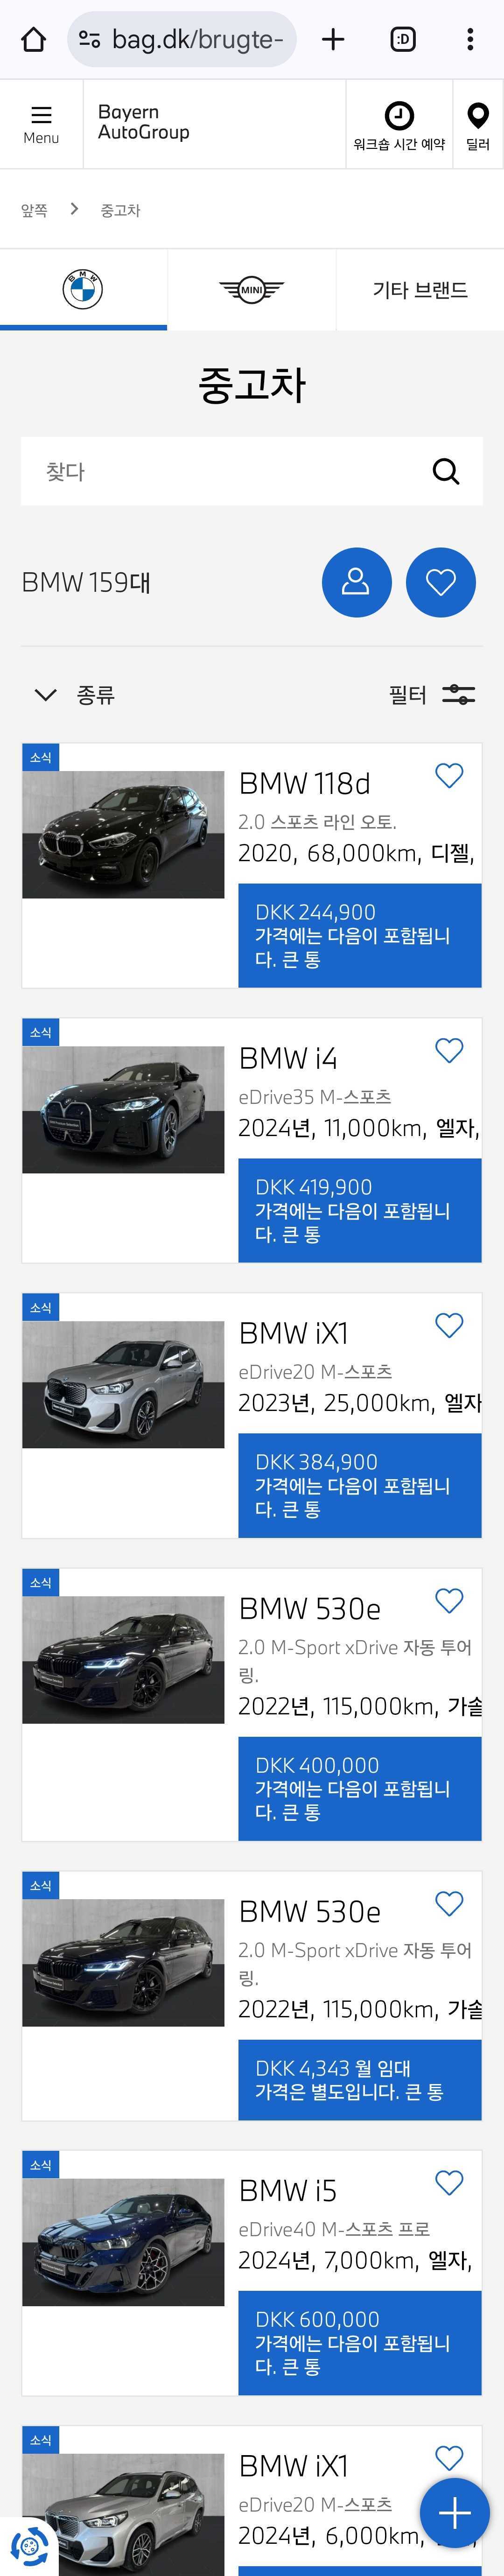 bag.dk/brugte-
:D
Menu
Bayern
AutoGroup
워크숍 시간 예약
딜러
앞쪽
중고차
BMW
MINI
기타 브랜드
중고차
찾다
BMW 159대
종류
필터
소식
BMW 118d
2.0 스포츠 라인 오토.
2020, 68,000km, 디젤,
DKK 244,900
가격에는 다음이 포함됩니
다. 큰 통
소식
BMW i4
eDrive35 M-스포츠
2024년, 11,000km, 엘자,
DKK 419,900
가격에는 다음이 포함됩니
다. 큰 통
소식
BMW iX1
eDrive20 M-스포츠
2023년, 25,000km, 엘자
DKK 384,900
가격에는 다음이 포함됩니
다. 큰 통
소식
BMW 530e
2.0 M-Sport xDrive 자동 투어
링.
2022년, 115,000km, 가솔
DKK 400,000
가격에는 다음이 포함됩니
다. 큰 통
소식
BMW 530e
2.0 M-Sport xDrive 자동 투어
링.
2022년, 115,000km, 가솔
DKK 4,343 월 임대
가격은 별도입니다. 큰 통
소식
BMW i5
eDrive40 M-스포츠 프로
2024년, 7,000km, 엘자,
DKK 600,000
가격에는 다음이 포함됩니
다. 큰 통
소식
BMW iX1
eDrive20 M-스포츠
2024년, 6,000km,